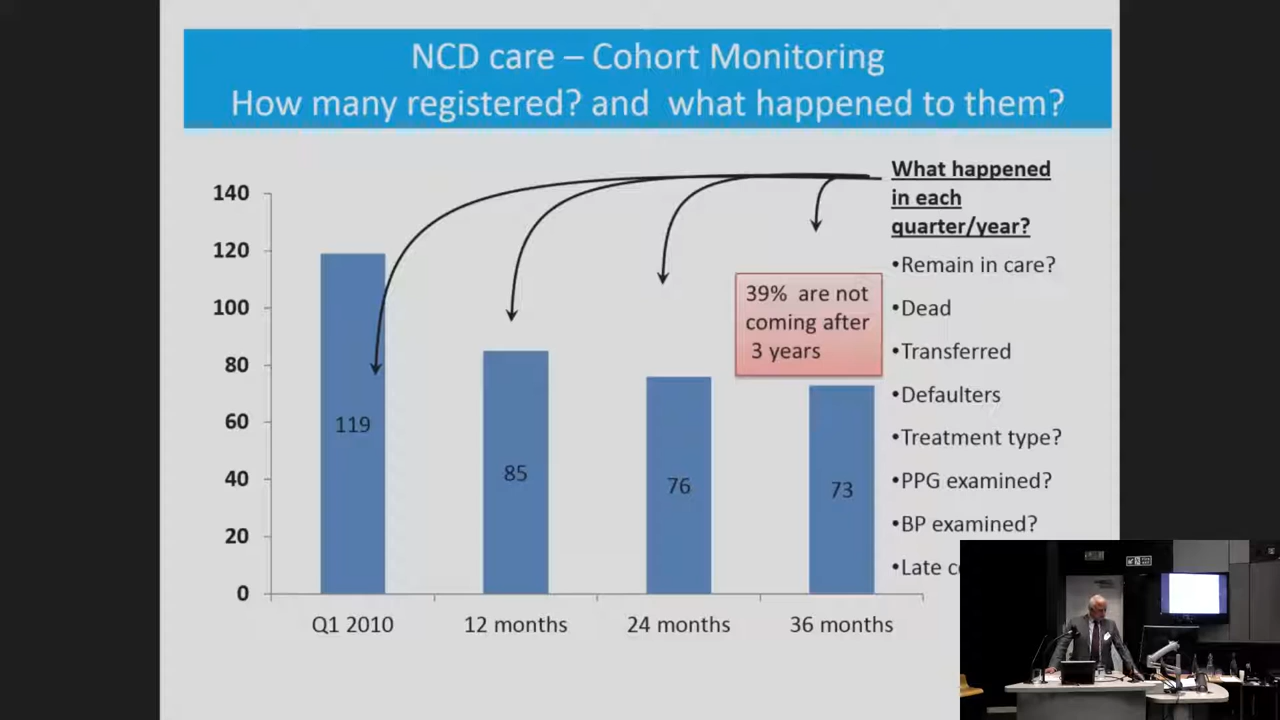 NCD care – Cohort Monitoring
How many registered? and what happened to them?
What happened
in each
quarter/year?
•Remain in care?
•Dead
•Transferred
•Defaulters
•Treatment type?
•PPG examined?
•BP examined?
•Late
140
120
100
80
60
40
20
0
39% are not
coming after
3 years
119
85
76
73
Q1 2010
12 months
24 months
36 months